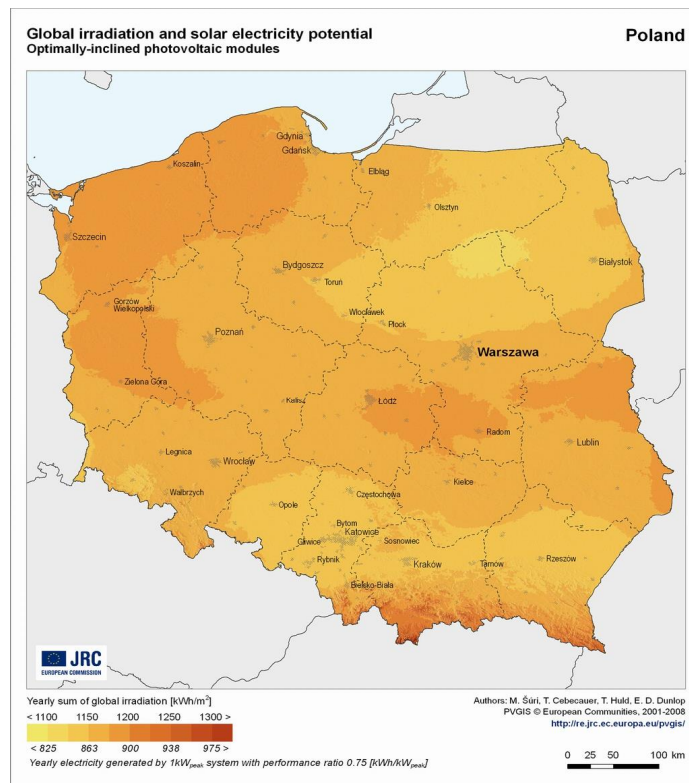 Global irradiation and solar electricity potential
Optimally-inclined photovoltaic modules
Poland
Gdynia
Gdańsk
Koszalin
Elbląg
Olsztyn
Szczecin
Białystok
Bydgoszcz
Toruń
Gorzów
Wielkopolski
Włocławek
Płock
Poznań
Warszawa
Zielona Góra
Kalisz
Łódź
Radom
Lublin
Legnica
Wrocław
Kielce
Wałbrzych
Częstochowa
Opole
Bytom
Katowice
Gliwice
Sosnowiec
Rybnik
Kraków
Tarnów
Rzeszów
Bielsko-Biała
JRC
EUROPEAN COMMISSION
Yearly sum of global irradiation [kWh/m²]
< 1100 1150 1200 1250 1300 >
< 825 863 900 938 975 >
Yearly electricity generated by 1kWpeak system with performance ratio 0.75 [kWh/kWpeak]
Authors: M. Šúri, T. Cebecauer, T. Huld, E. D. Dunlop
PVGIS © European Communities, 2001-2008
http://re.jrc.ec.europa.eu/pvgis/
0 25 50 100 km